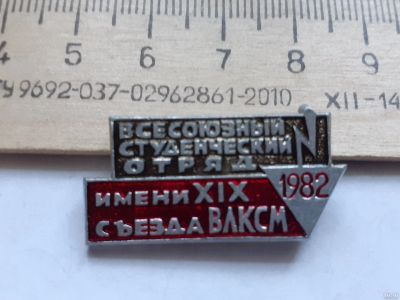 4 5 6 7 8 9
ТУ 9692-037-02962861-2010 XII-14
ВСЕСОЮЗНЫЙ
СТУДЕНЧЕСКИЙ
ОТРЯД
ИМЕНИ XIX 1982
СЪЕЗДА ВЛКСМ